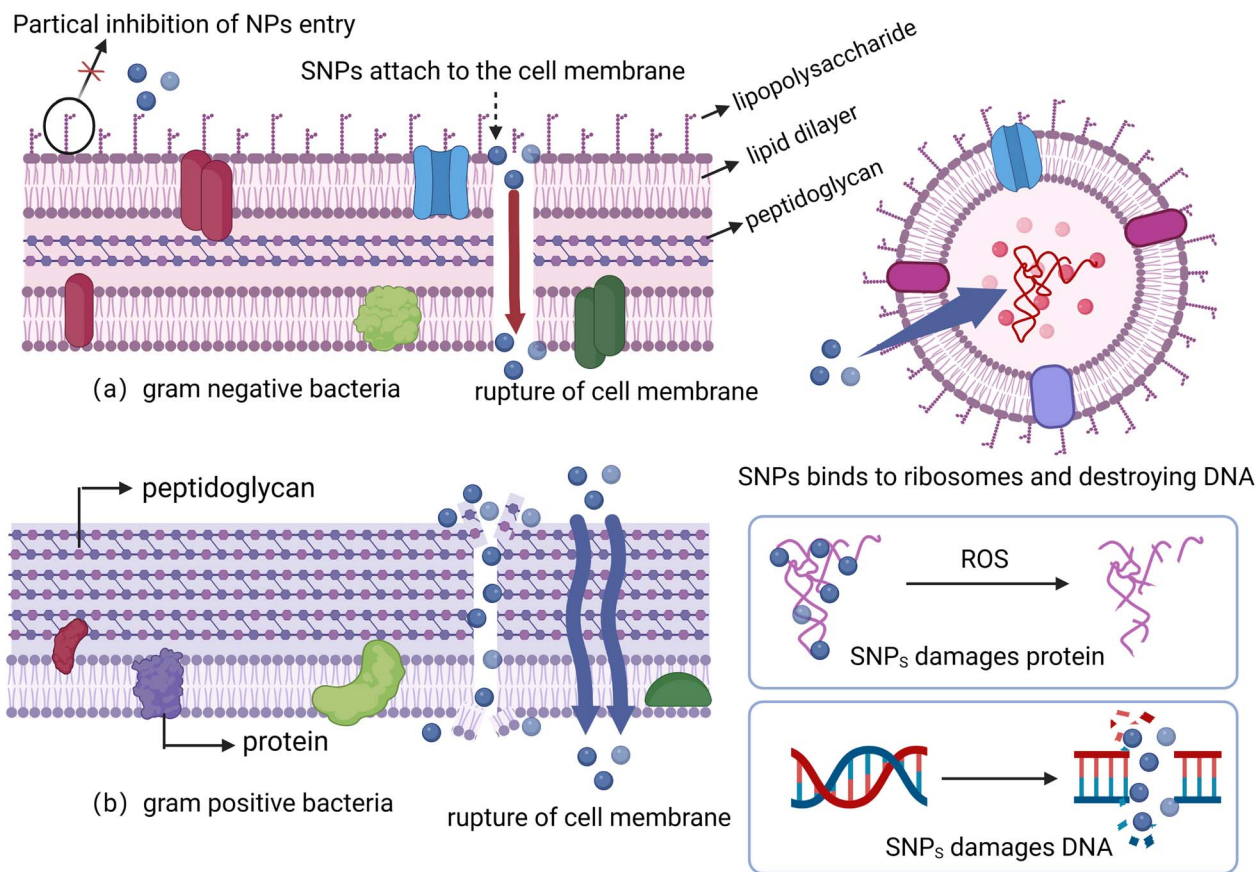 Partical inhibition of NPs entry
SNPs attach to the cell membrane
lipopolysaccharide
lipid dilayer
peptidoglycan
(a) gram negative bacteria
rupture of cell membrane
SNPs binds to ribosomes and destroying DNA
peptidoglycan
protein
(b) gram positive bacteria
rupture of cell membrane
ROS
SNPs damages protein
SNPs damages DNA